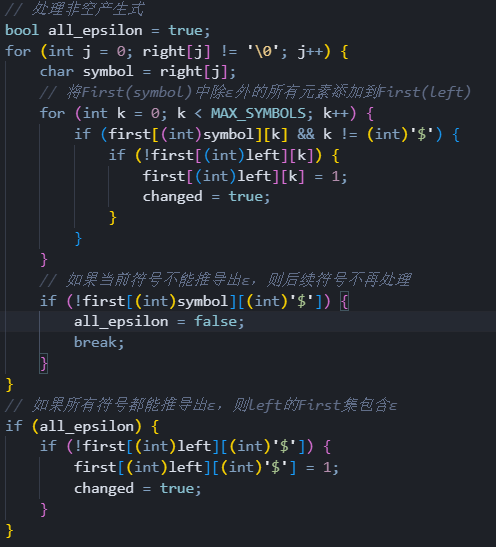 // 处理非空产生式
bool all_epsilon = true;
for (int j = 0; right[j] != '\0'; j++) {
    char symbol = right[j];
    // 将First(symbol)中除ε外的所有元素添加到First(left)
    for (int k = 0; k < MAX_SYMBOLS; k++) {
        if (first[(int)symbol][k] && k != (int)'$') {
            if (!first[(int)left][k]) {
                first[(int)left][k] = 1;
                changed = true;
            }
        }
    }
    // 如果当前符号不能推导出ε，则后续符号不再处理
    if (!first[(int)symbol][(int)'$']) {
        all_epsilon = false;
        break;
    }
}
// 如果所有符号都能推导出ε，则left的First集包含ε
if (all_epsilon) {
    if (!first[(int)left][(int)'$']) {
        first[(int)left][(int)'$'] = 1;
        changed = true;
    }
}